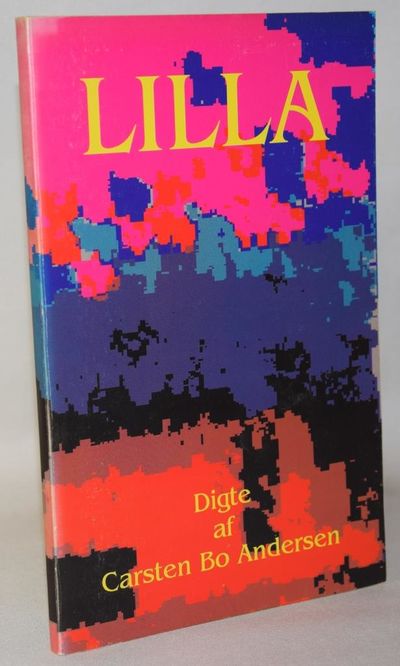 LILLA
Digte
af
Carsten Bo Andersen